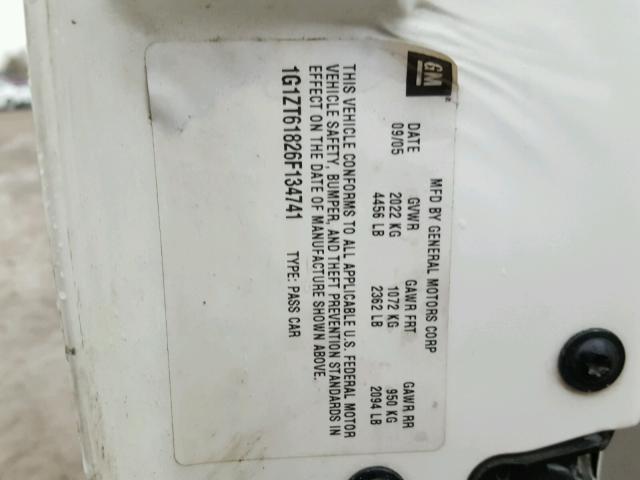 GM
MFD BY GENERAL MOTORS CORP
DATE GVWR GAWR FRT GAWR RR
09/05 2022 KG 1072 KG 950 KG
4456 LB 2362 LB 2094 LB
THIS VEHICLE CONFORMS TO ALL APPLICABLE U.S. FEDERAL MOTOR
VEHICLE SAFETY, BUMPER, AND THEFT PREVENTION STANDARDS IN
EFFECT ON THE DATE OF MANUFACTURE SHOWN ABOVE.
1G1ZT61826F134741 TYPE: PASS CAR